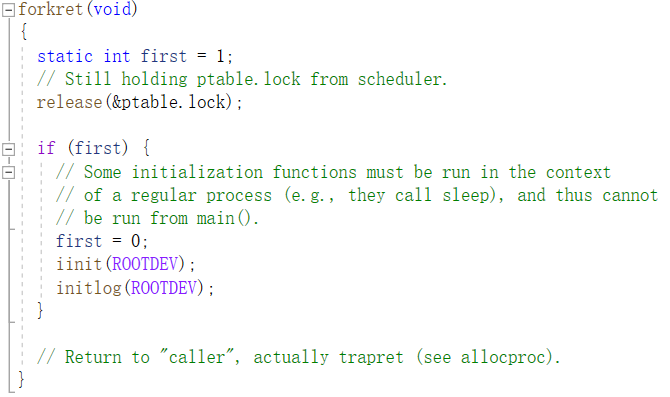 forkret(void)
{
static int first = 1;
// Still holding ptable.lock from scheduler.
release(&ptable.lock);
if (first) {
// Some initialization functions must be run in the context
// of a regular process (e.g., they call sleep), and thus cannot
// be run from main().
first = 0;
iinit(ROOTDEV);
initlog(ROOTDEV);
}
// Return to "caller", actually trapret (see allocproc).
}